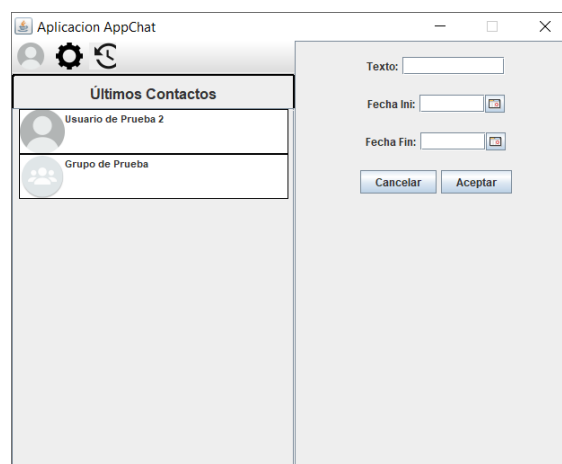 Aplicacion AppChat
Últimos Contactos
Usuario de Prueba 2
Grupo de Prueba
Texto:
Fecha Ini:
Fecha Fin:
Cancelar Aceptar